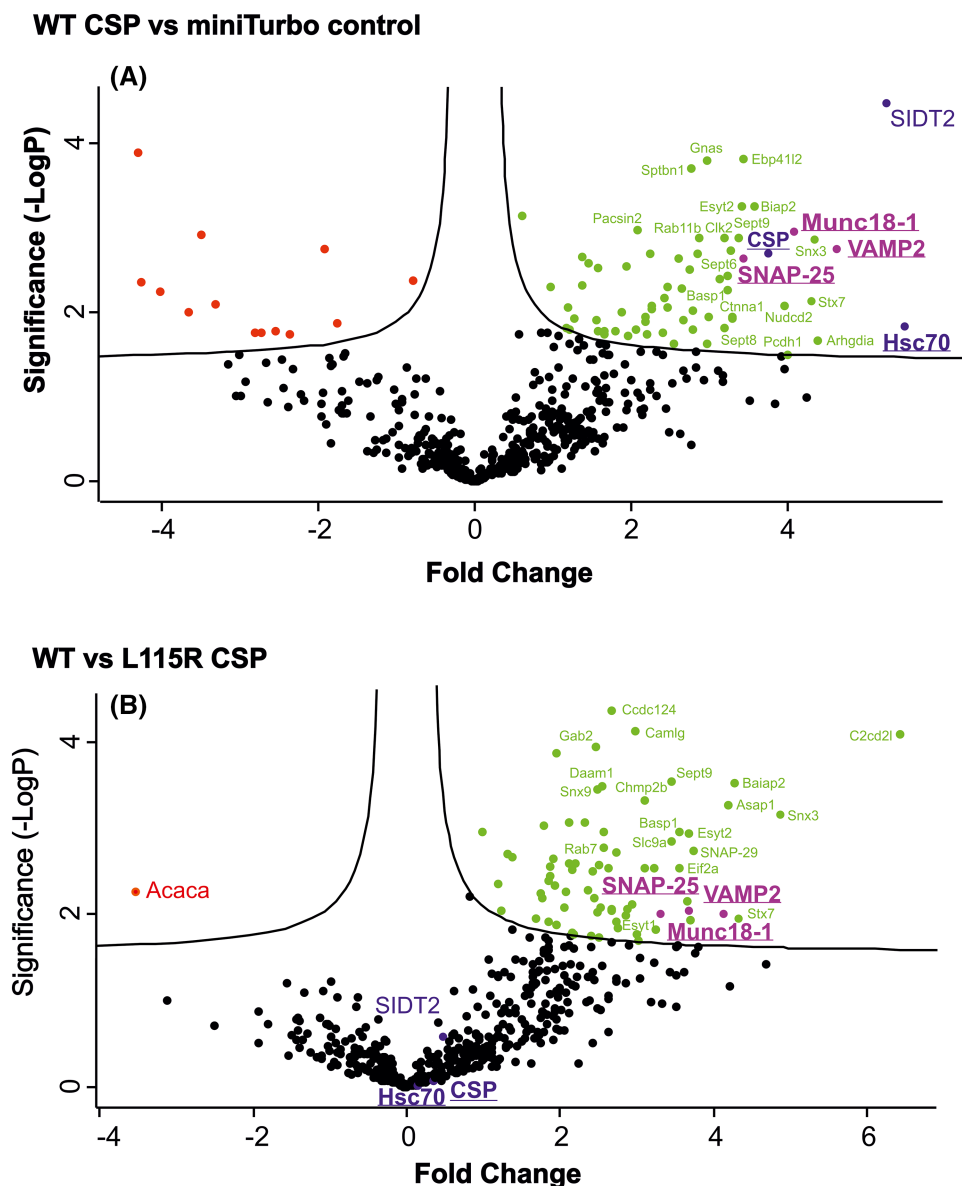 WT CSP vs miniTurbo control
(A)
Significance (-LogP)
4
2
0
SIDT2
Gnas
Ebp41l2
Sptbn1
Esyt2
Biap2
Pacsin2
Rab11b
Clk2
Sept9
Munc18-1
CSP
Snx3
VAMP2
Sept6
SNAP-25
Basp1
Ctnna1
Stx7
Nudcd2
Hsc70
Sept8
Pcdh1
Arhgdia
-4
-2
0
2
4
Fold Change
WT vs L115R CSP
(B)
Significance (-LogP)
4
2
0
Ccdc124
Gab2
Camlg
C2cd2l
Daam1
Sept9
Snx9
Chmp2b
Baiap2
Asap1
Snx3
Basp1
Esyt2
Rab7
Slc9a
SNAP-29
Eif2a
SNAP-25
VAMP2
Acaca
Esyt1
Munc18-1
Stx7
SIDT2
Hsc70
CSP
-4
-2
0
2
4
6
Fold Change